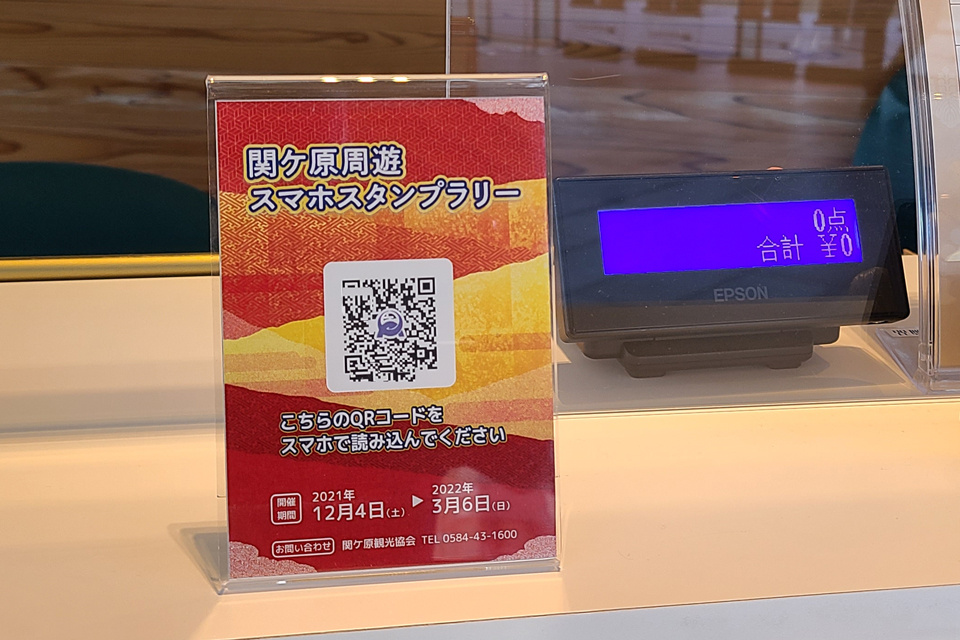 関ケ原周遊
スマホスタンプラリー
こちらのQRコードを
スマホで読み込んでください
開催
期間
2021年
12月4日(土)
▶
2022年
3月6日(日)
お問い合わせ 関ケ原観光協会 TEL 0584-43-1600
0点
合計 ¥0
EPSON